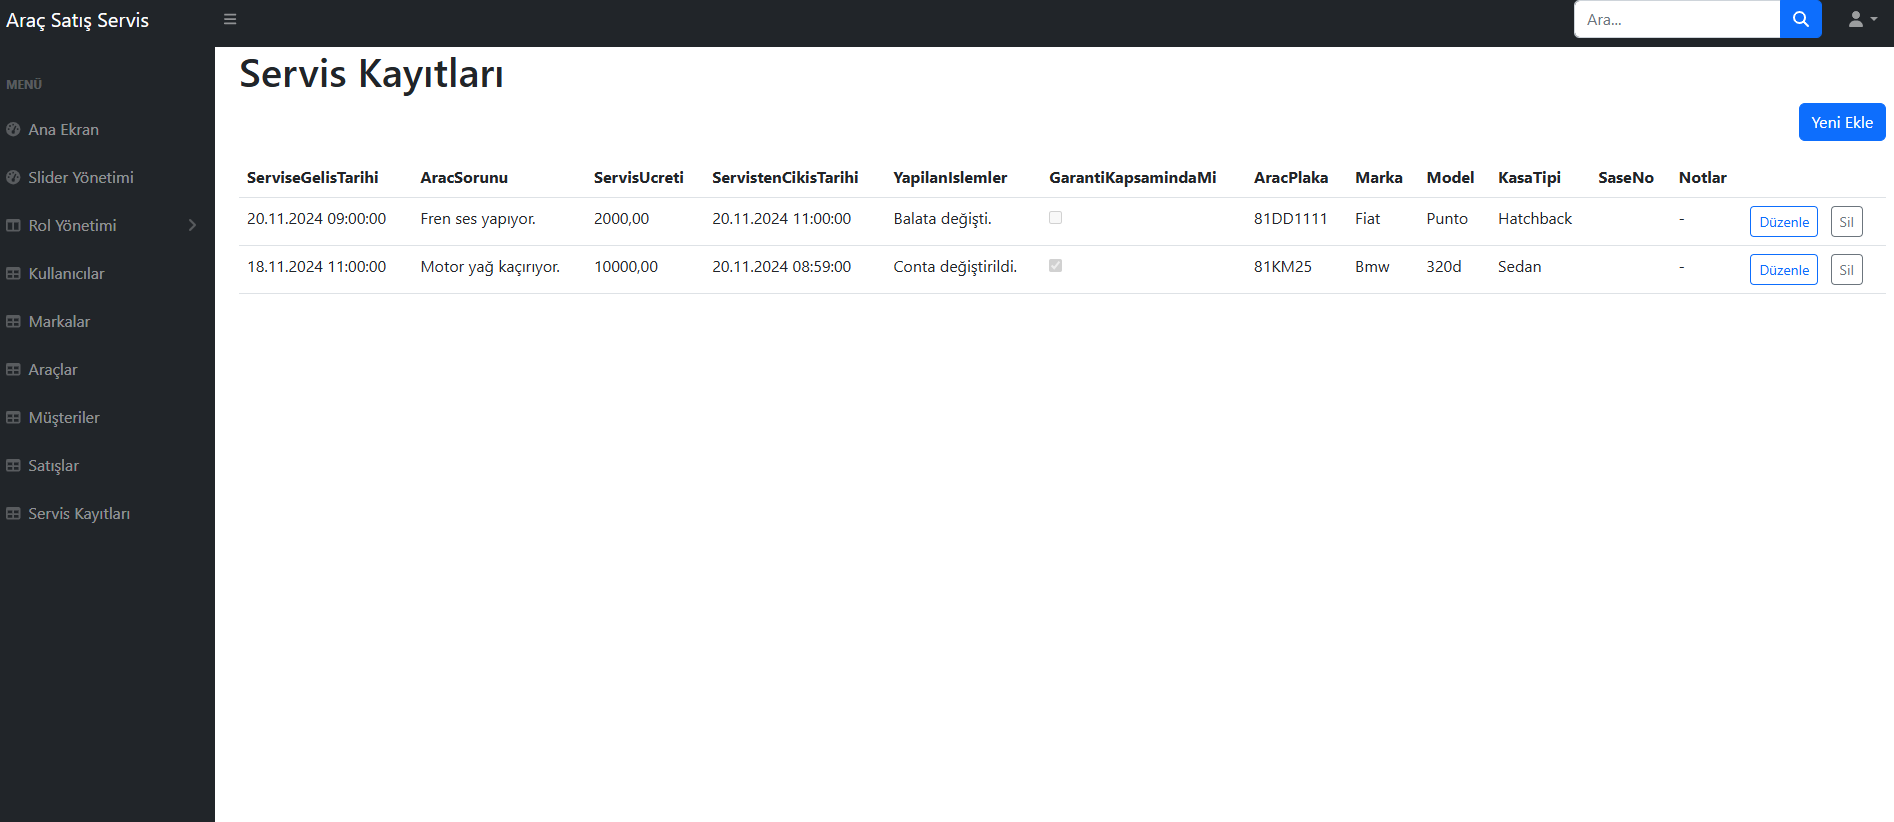 Araç Satış Servis
Ara...
MENÜ
Ana Ekran
Slider Yönetimi
Rol Yönetimi
Kullanıcılar
Markalar
Araçlar
Müşteriler
Satışlar
Servis Kayıtları
Servis Kayıtları
Yeni Ekle
ServiseGelisTarihi AracSorunu ServisUcreti ServistenCikisTarihi YapilanIslemler GarantiKapsamindaMi AracPlaka Marka Model KasaTipi SaseNo Notlar
20.11.2024 09:00:00 Fren ses yapıyor. 2000,00 20.11.2024 11:00:00 Balata değişti. 81DD1111 Fiat Punto Hatchback - Düzenle Sil
18.11.2024 11:00:00 Motor yağ kaçırıyor. 10000,00 20.11.2024 08:59:00 Conta değiştirildi. 81KM25 Bmw 320d Sedan - Düzenle Sil